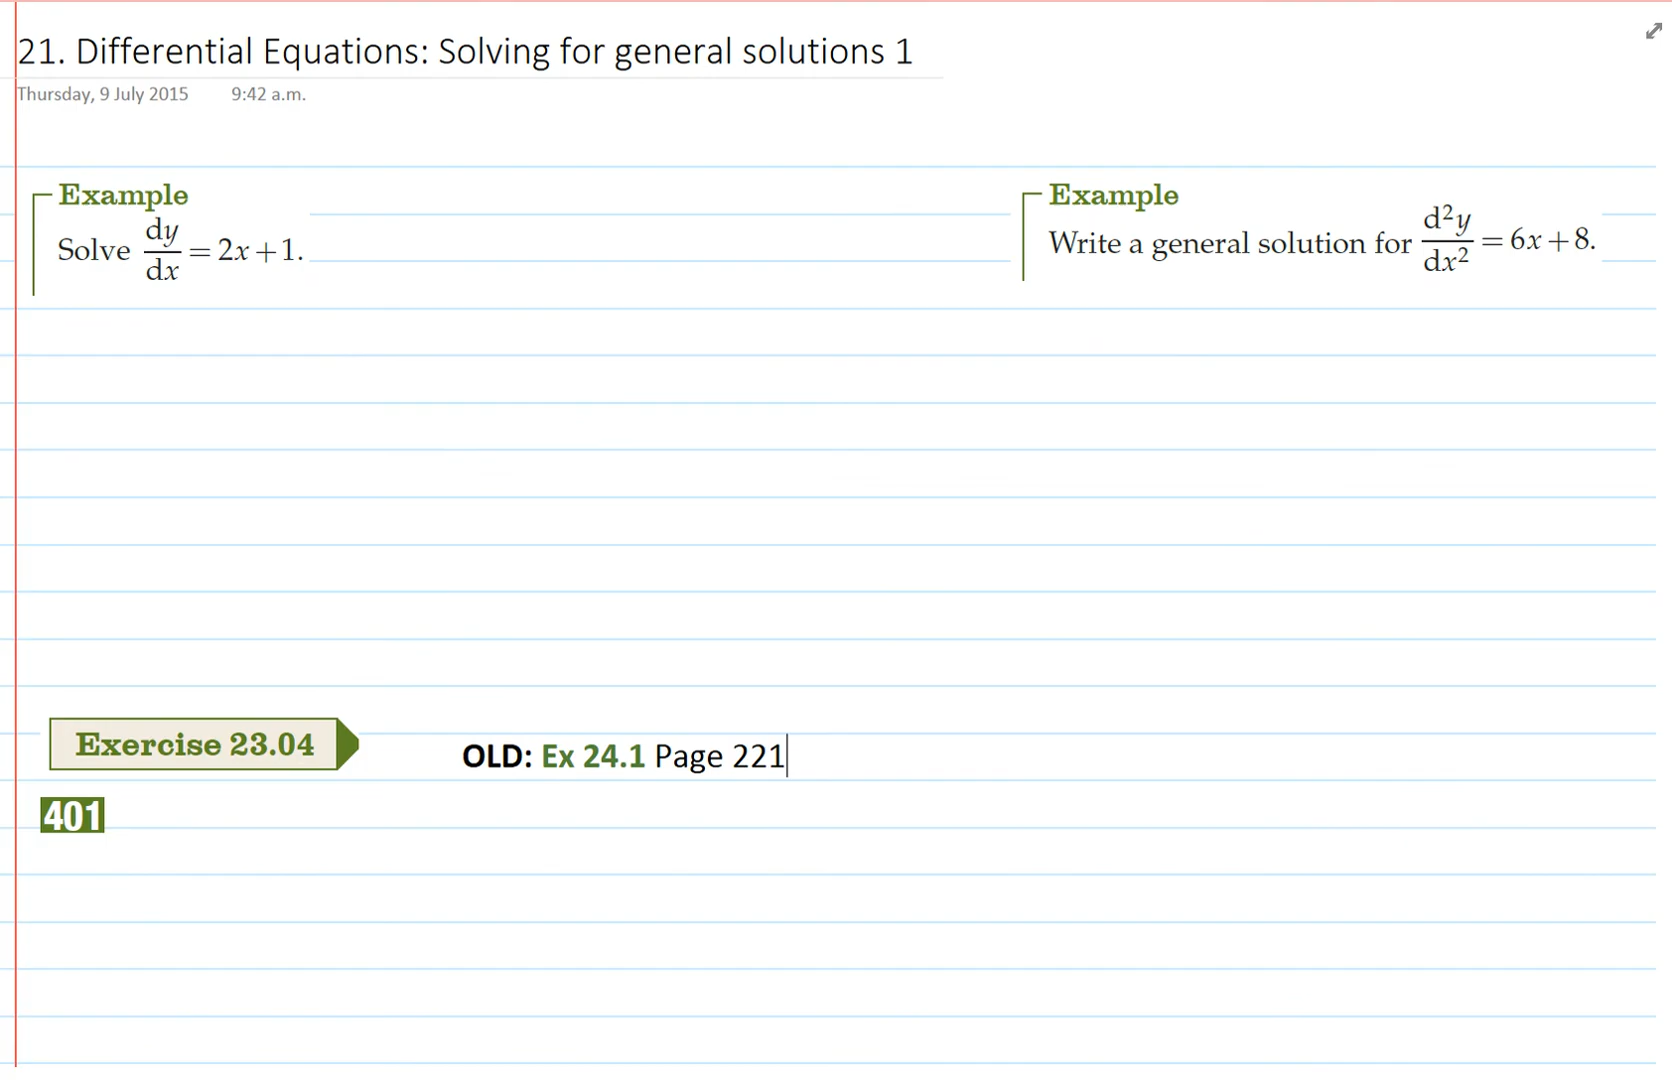 21. Differential Equations: Solving for general solutions 1
Thursday, 9 July 2015 9:42 a.m.
Example
Solve dy/dx = 2x + 1.
Example
Write a general solution for d²y/dx² = 6x + 8.
Exercise 23.04
OLD: Ex 24.1 Page 221
401